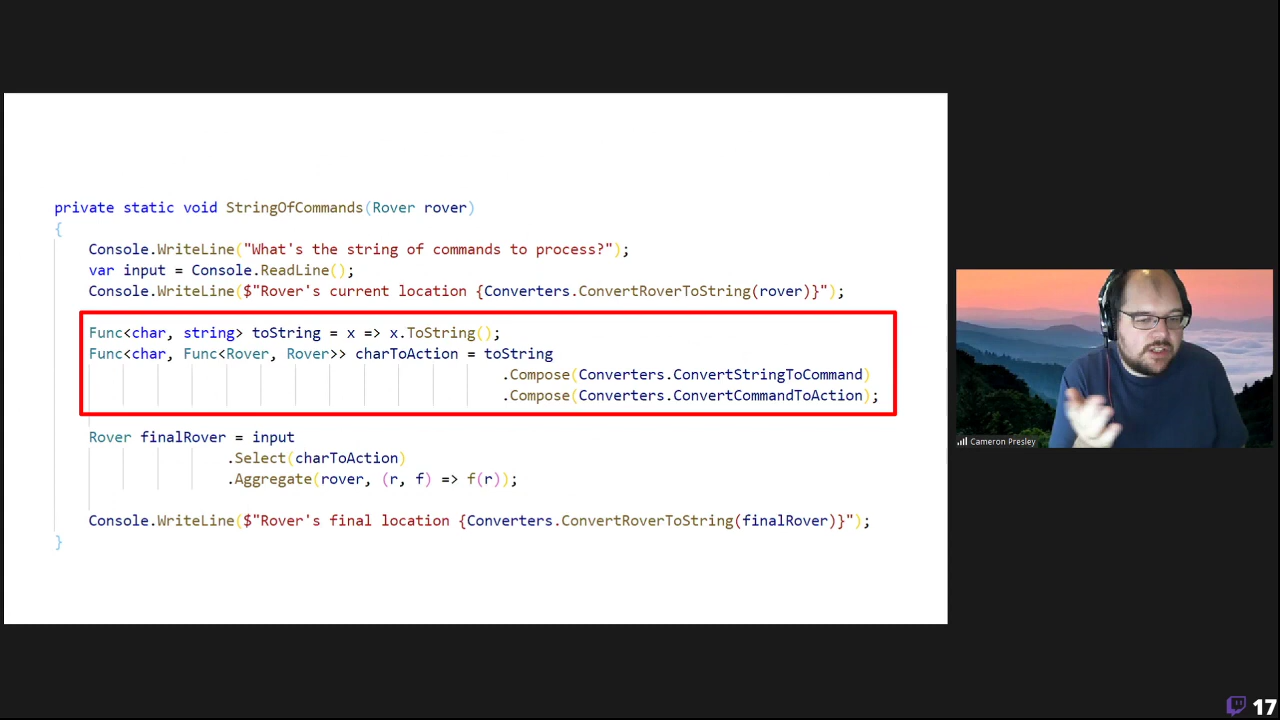 private static void StringOfCommands(Rover rover)
{
Console.WriteLine("What's the string of commands to process?");
var input = Console.ReadLine();
Console.WriteLine($"Rover's current location {Converters.ConvertRoverToString(rover)}");
Func<char, string> toString = x => x.ToString();
Func<char, Func<Rover, Rover>> charToAction = toString
.Compose(Converters.ConvertStringToCommand)
.Compose(Converters.ConvertCommandToAction);
Rover finalRover = input
.Select(charToAction)
.Aggregate(rover, (r, f) => f(r));
Console.WriteLine($"Rover's final location {Converters.ConvertRoverToString(finalRover)}");
}
Cameron Presley
17